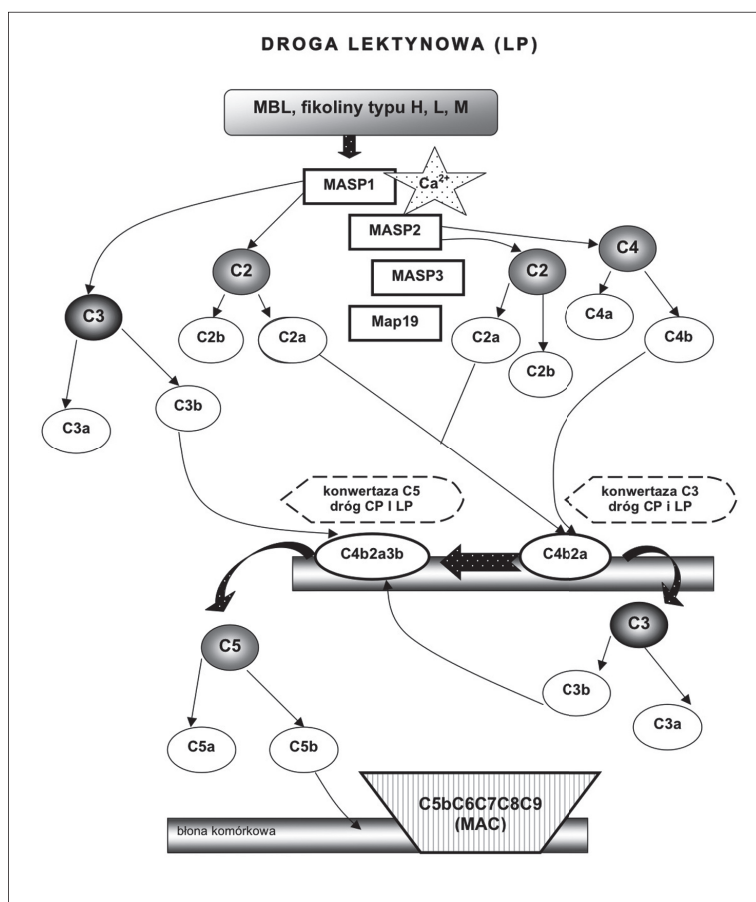 DROGA LEKTYNOWA (LP)
MBL, fikoliny typu H, L, M
MASP1
Ca²⁺
MASP2
C4
C2
C2
MASP3
C3
C4a
Map19
C2b
C2a
C2a
C4b
C2b
C3b
C3a
konwertaza C5
dróg CP I LP
konwertaza C3
dróg CP i LP
C4b2a3b
C4b2a
C3
C5
C3b
C3a
C5a
C5b
C5bC6C7C8C9
(MAC)
błona komórkowa